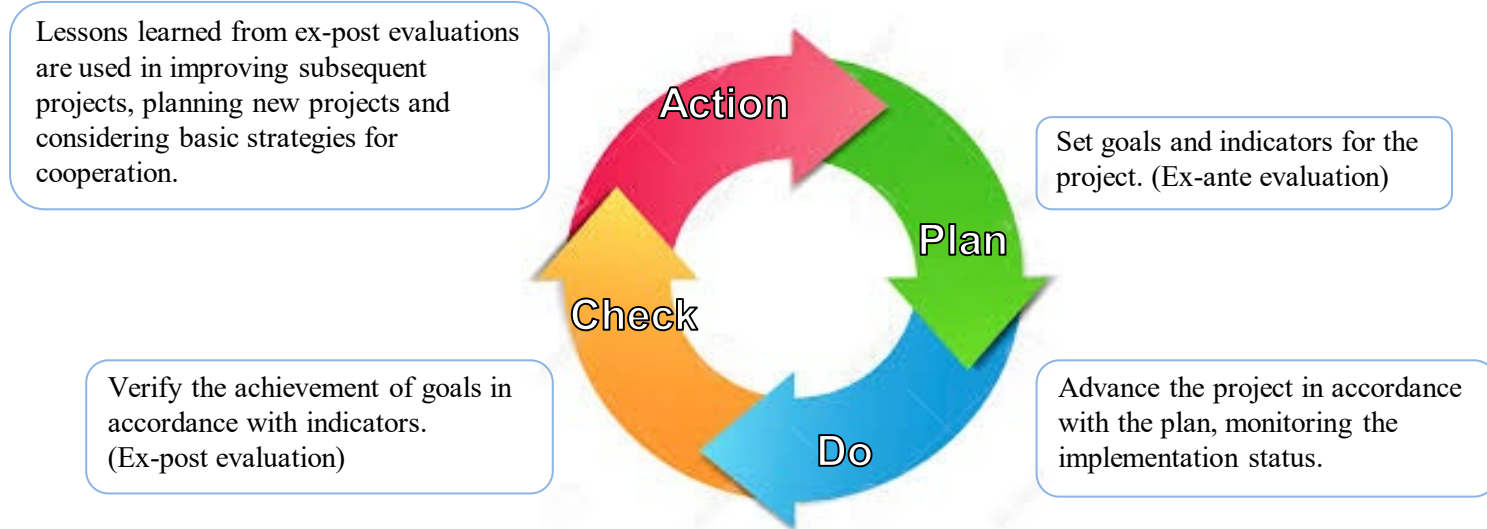 Lessons learned from ex-post evaluations
are used in improving subsequent
projects, planning new projects and
considering basic strategies for
cooperation.
Action
Set goals and indicators for the
project. (Ex-ante evaluation)
Plan
Check
Verify the achievement of goals in
accordance with indicators.
(Ex-post evaluation)
Do
Advance the project in accordance
with the plan, monitoring the
implementation status.